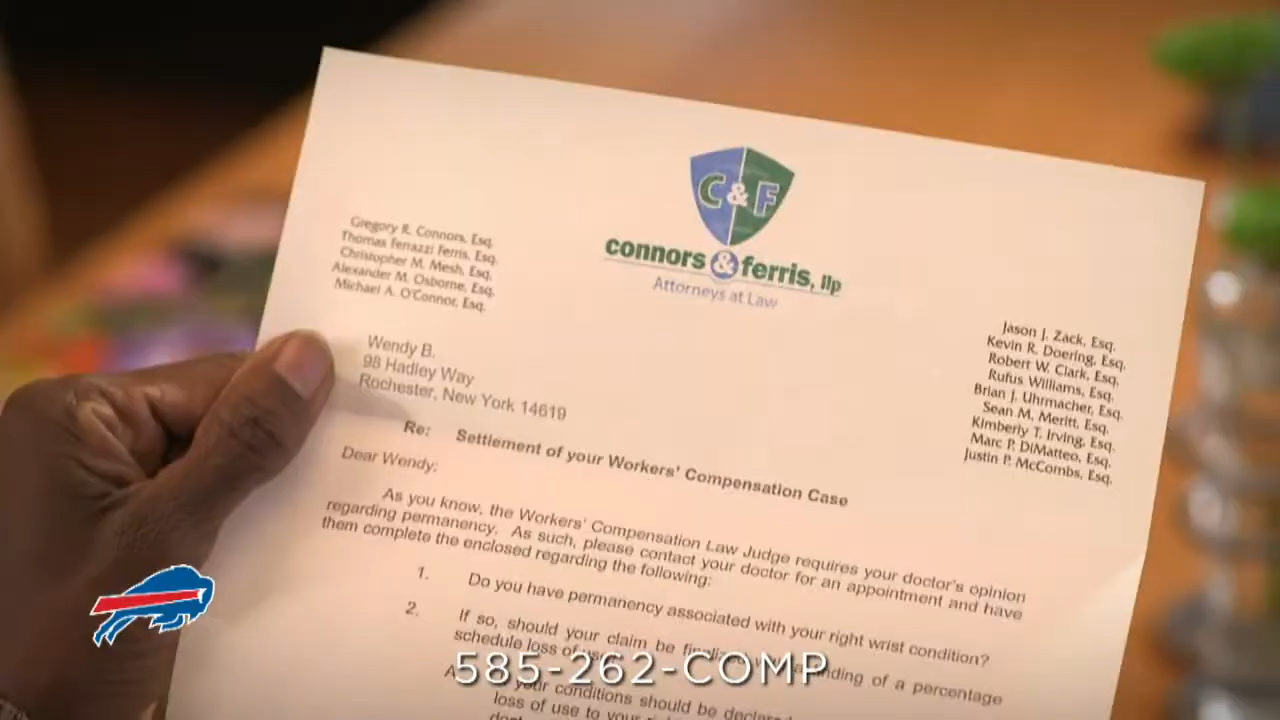 C & F
connors & ferris, llp
Attorneys at Law
Gregory R. Connors, Esq.
Thomas Ferrazzi Ferris, Esq.
Christopher M. Mesh, Esq.
Alexander M. Osborne, Esq.
Michael A. O'Connor, Esq.
Jason J. Zack, Esq.
Kevin R. Doering, Esq.
Robert W. Clark, Esq.
Rufus Williams, Esq.
Brian J. Uhrmacher, Esq.
Sean M. Meritt, Esq.
Kimberly T. Irving, Esq.
Marc P. DiMatteo, Esq.
Justin P. McCombs, Esq.
Wendy B.
98 Hadley Way
Rochester, New York 14619
Re: Settlement of your Workers' Compensation Case
Dear Wendy:
As you know, the Workers' Compensation Law Judge requires your doctor's opinion
regarding permanency. As such, please contact your doctor for an appointment and have
them complete the enclosed regarding the following:
1. Do you have permanency associated with your right wrist condition?
2. If so, should your claim be of a percentage
schedule loss of
your conditions should be
loss of use to your
585-262-COMP